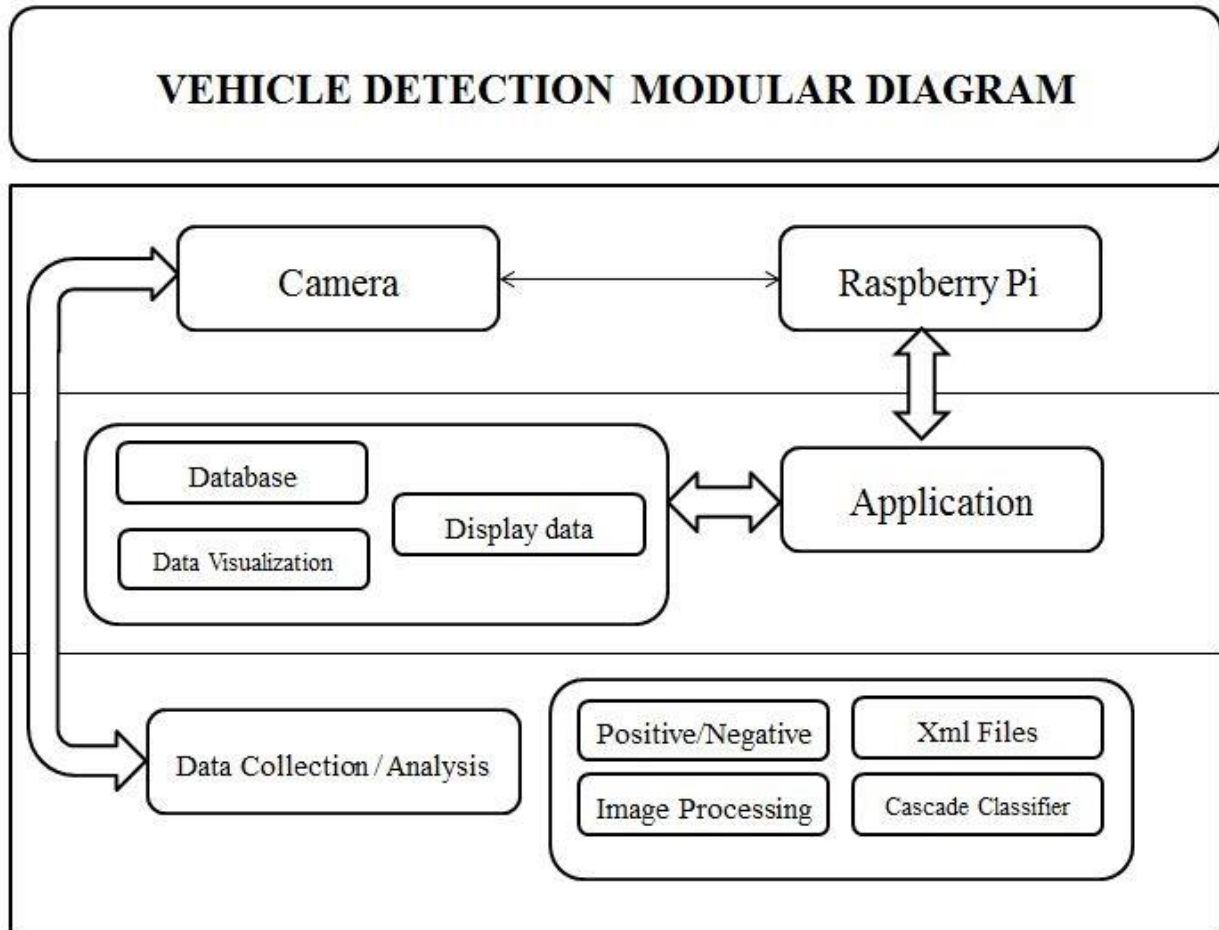 VEHICLE DETECTION MODULAR DIAGRAM
Camera
Raspberry Pi
Database
Data Visualization
Display data
Application
Data Collection / Analysis
Positive/Negative
Xml Files
Image Processing
Cascade Classifier